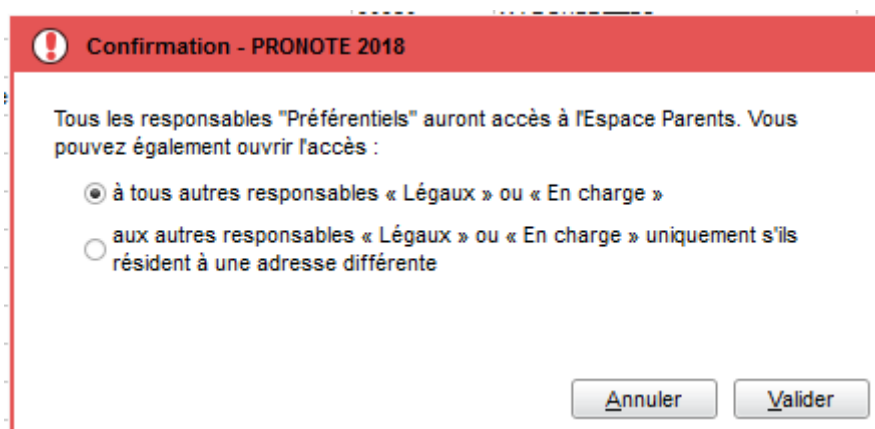 Confirmation - PRONOTE 2018
Tous les responsables "Préférentiels" auront accès à l'Espace Parents. Vous
pouvez également ouvrir l'accès :
à tous autres responsables « Légaux » ou « En charge »
aux autres responsables « Légaux » ou « En charge » uniquement s'ils
résident à une adresse différente
Annuler Valider